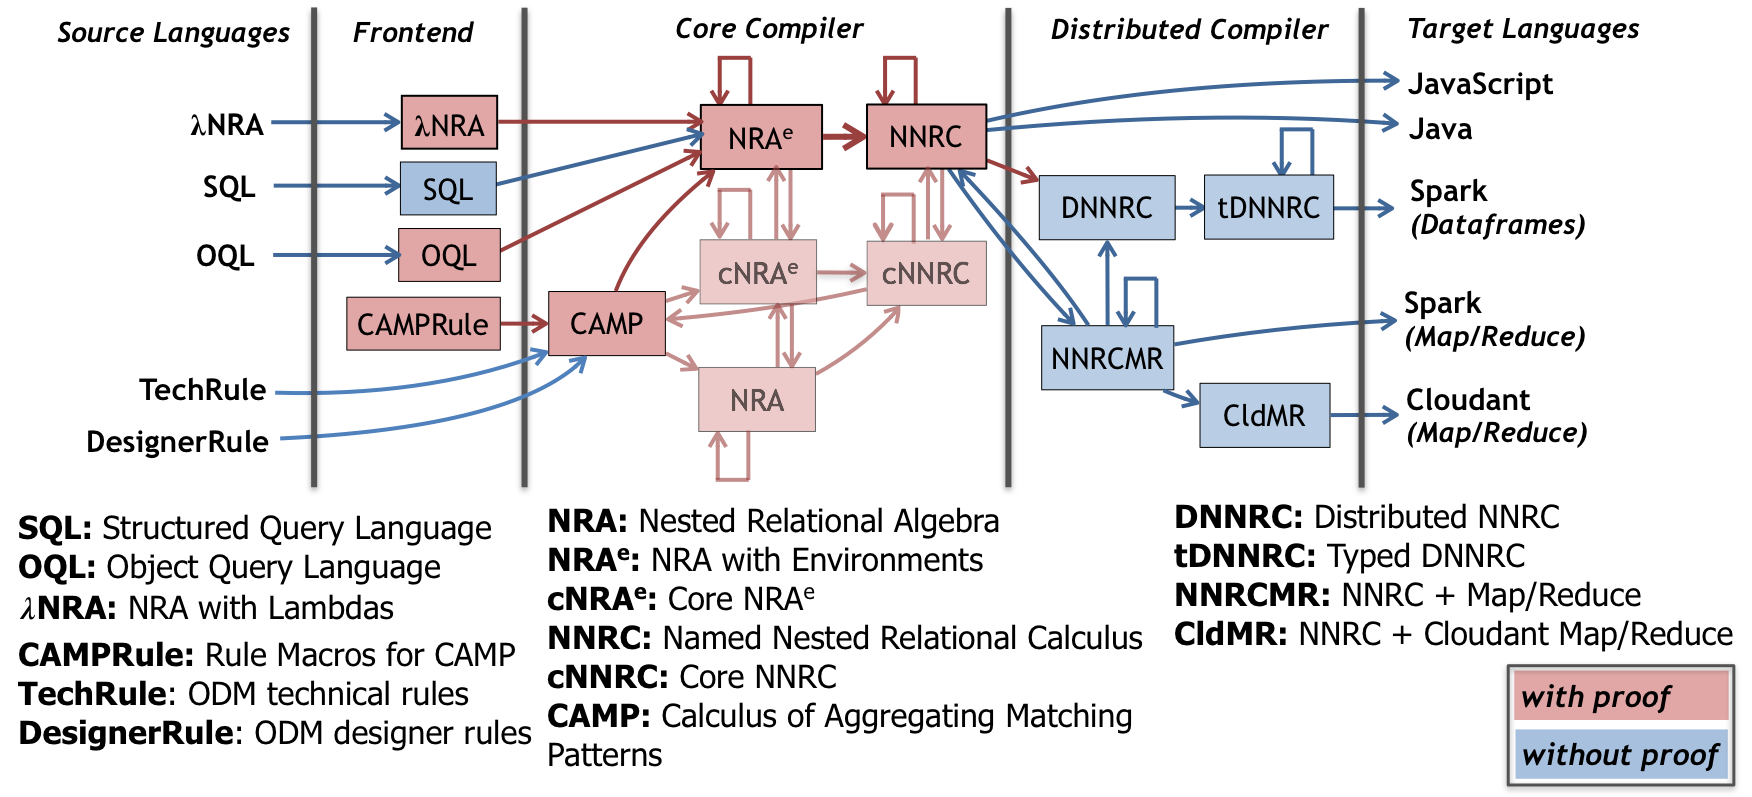 Source Languages
Frontend
Core Compiler
Distributed Compiler
Target Languages
λNRA
SQL
OQL
TechRule
DesignerRule
λNRA
SQL
OQL
CAMPRule
NRAᵉ
NNRC
cNRAᵉ
cNNRC
CAMP
NRA
DNNRC
tDNNRC
NNRCMR
CldMR
JavaScript
Java
Spark
(Dataframes)
Spark
(Map/Reduce)
Cloudant
(Map/Reduce)
SQL: Structured Query Language
OQL: Object Query Language
λNRA: NRA with Lambdas
CAMPRule: Rule Macros for CAMP
TechRule: ODM technical rules
DesignerRule: ODM designer rules
NRA: Nested Relational Algebra
NRAᵉ: NRA with Environments
cNRAᵉ: Core NRAᵉ
NNRC: Named Nested Relational Calculus
cNNRC: Core NNRC
CAMP: Calculus of Aggregating Matching
Patterns
DNNRC: Distributed NNRC
tDNNRC: Typed DNNRC
NNRCMR: NNRC + Map/Reduce
CldMR: NNRC + Cloudant Map/Reduce
with proof
without proof